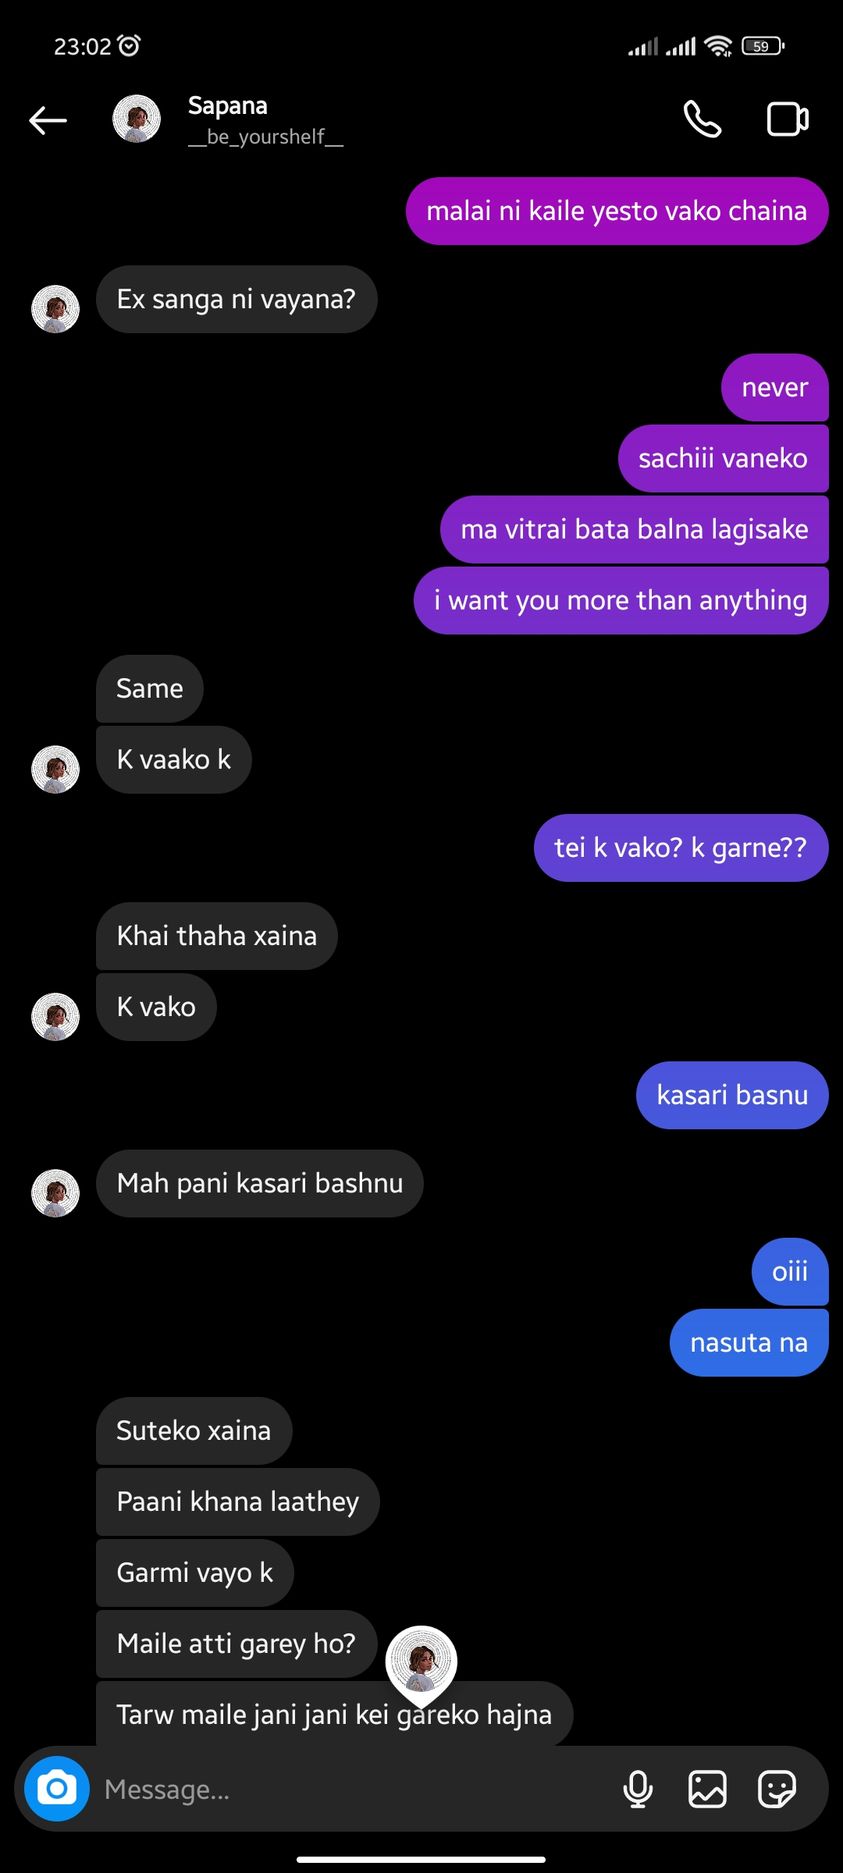 23:02
59
Sapana
__be_yourshelf__
malai ni kaile yesto vako chaina
Ex sanga ni vayana?
never
sachiii vaneko
ma vitrai bata balna lagisake
i want you more than anything
Same
K vaako k
tei k vako? k garne??
Khai thaha xaina
K vako
kasari basnu
Mah pani kasari bashnu
oiii
nasuta na
Suteko xaina
Paani khana laathey
Garmi vayo k
Maile atti garey ho?
Tarw maile jani jani kei gareko hajna
Message...